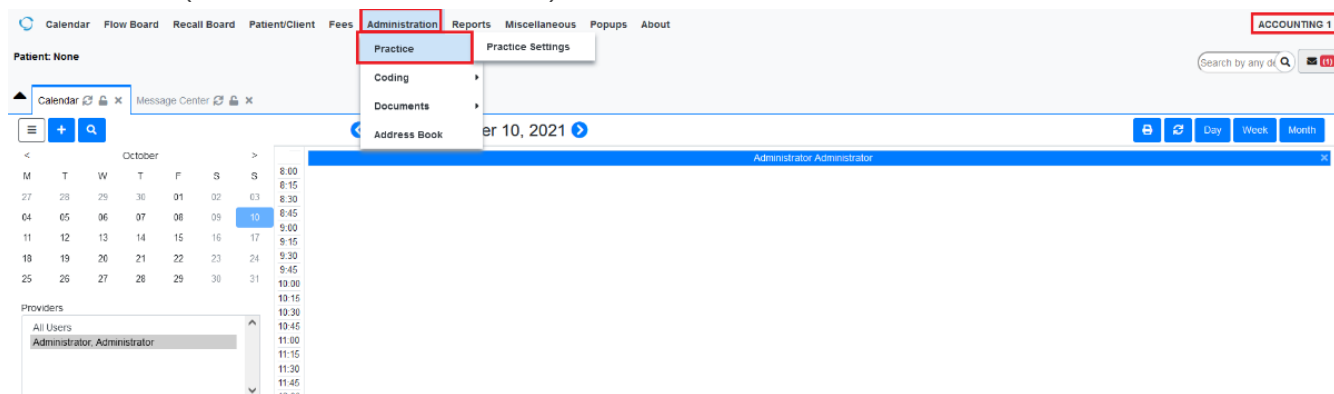 Calendar Flow Board Recall Board Patient/Client Fees Administration Reports Miscellaneous Popups About ACCOUNTING 1
Practice Practice Settings
Patient: None
Search by any d (1)
Coding
Calendar Message Center
Documents
Address Book
er 10, 2021
Day Week Month
< October >
Administrator Administrator
M T W T F S S
27 28 29 30 01 02 03
04 05 06 07 08 09 10
11 12 13 14 15 16 17
18 19 20 21 22 23 24
25 26 27 28 29 30 31
Providers
All Users
Administrator, Administrator
8:00
8:15
8:30
8:45
9:00
9:15
9:30
9:45
10:00
10:15
10:30
10:45
11:00
11:15
11:30
11:45